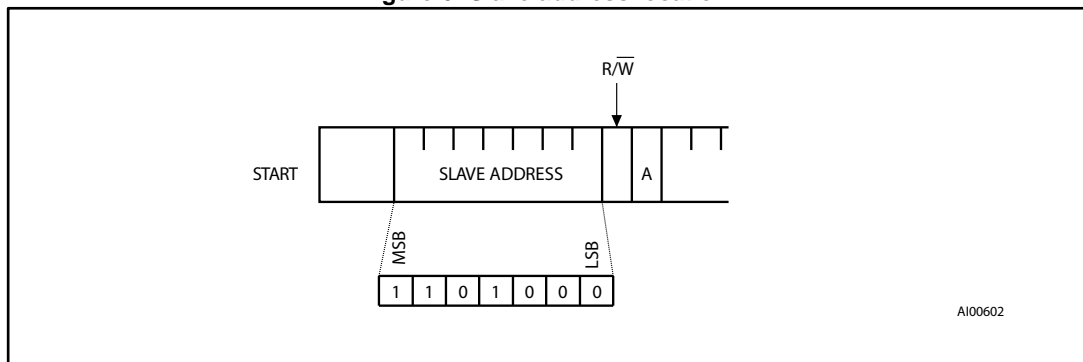 R/W
START
SLAVE ADDRESS
A
MSB
LSB
1 1 0 1 0 0 0
AI00602